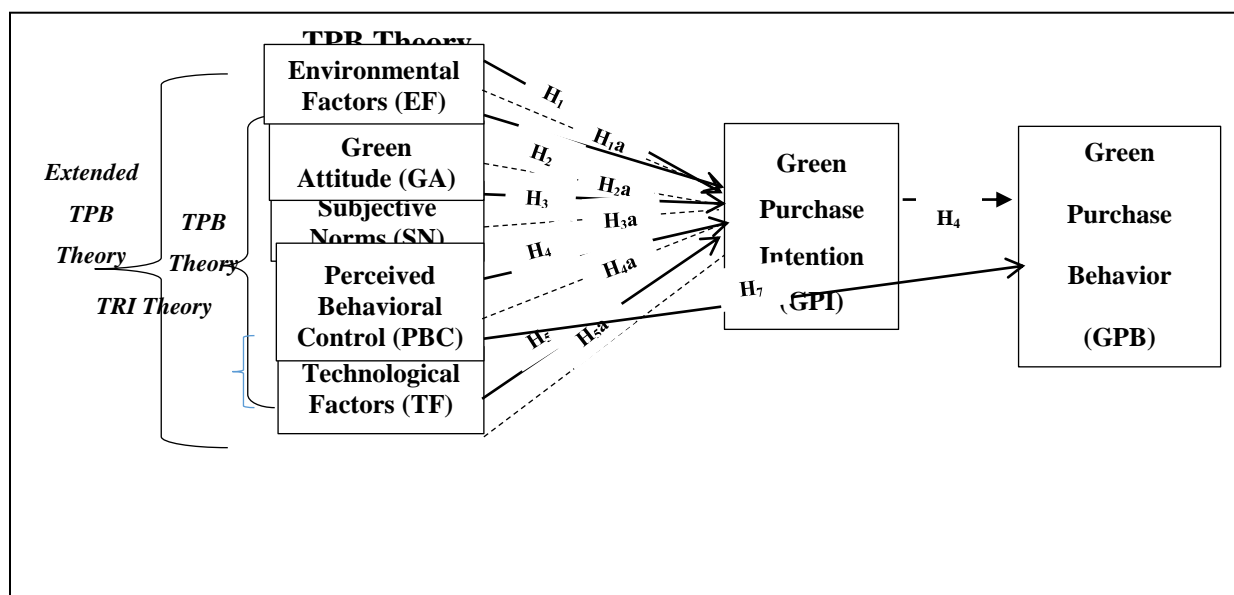 TPB Theory
Environmental
Factors (EF)
Green
Attitude (GA)
Subjective
Norms (SN)
Perceived
Behavioral
Control (PBC)
Technological
Factors (TF)
Extended
TPB
Theory
TPB
Theory
TRI Theory
H1
H1a
H2
H2a
H3
H3a
H4
H4a
H5
H5a
H7
Green
Purchase
Intention
(GPI)
H4
Green
Purchase
Behavior
(GPB)